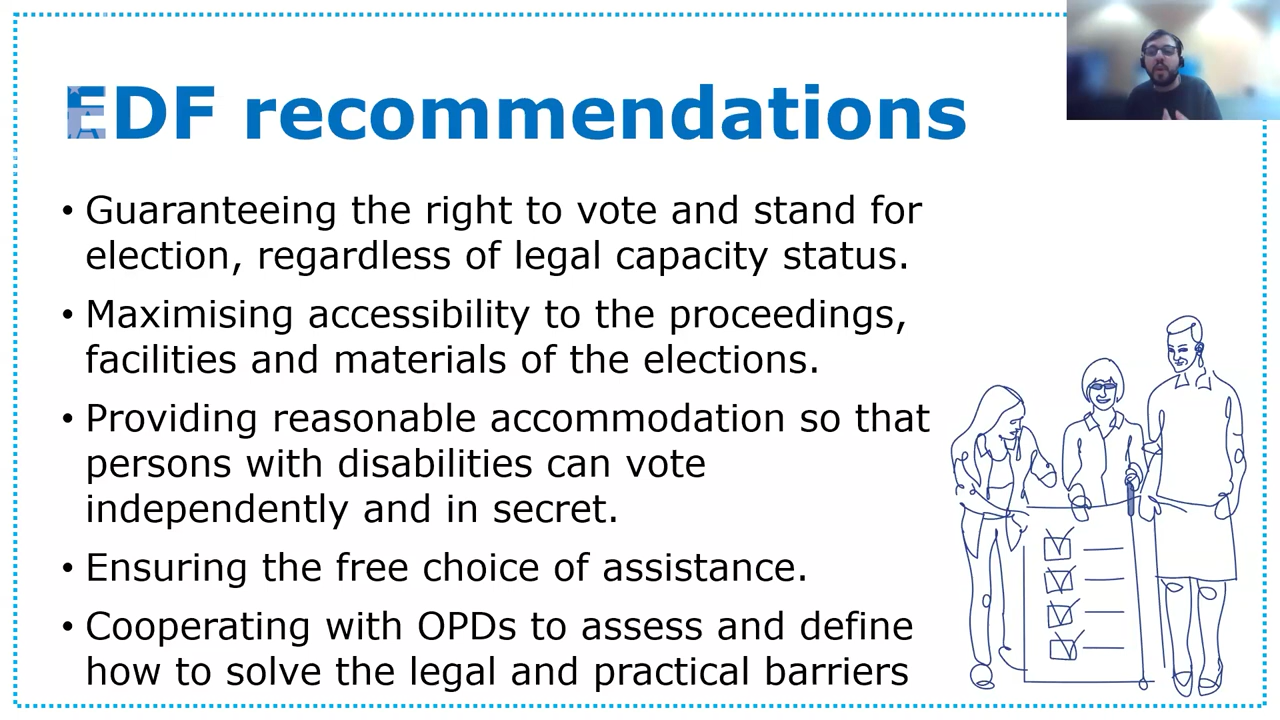 EDF recommendations
• Guaranteeing the right to vote and stand for
election, regardless of legal capacity status.
• Maximising accessibility to the proceedings,
facilities and materials of the elections.
• Providing reasonable accommodation so that
persons with disabilities can vote
independently and in secret.
• Ensuring the free choice of assistance.
• Cooperating with OPDs to assess and define
how to solve the legal and practical barriers